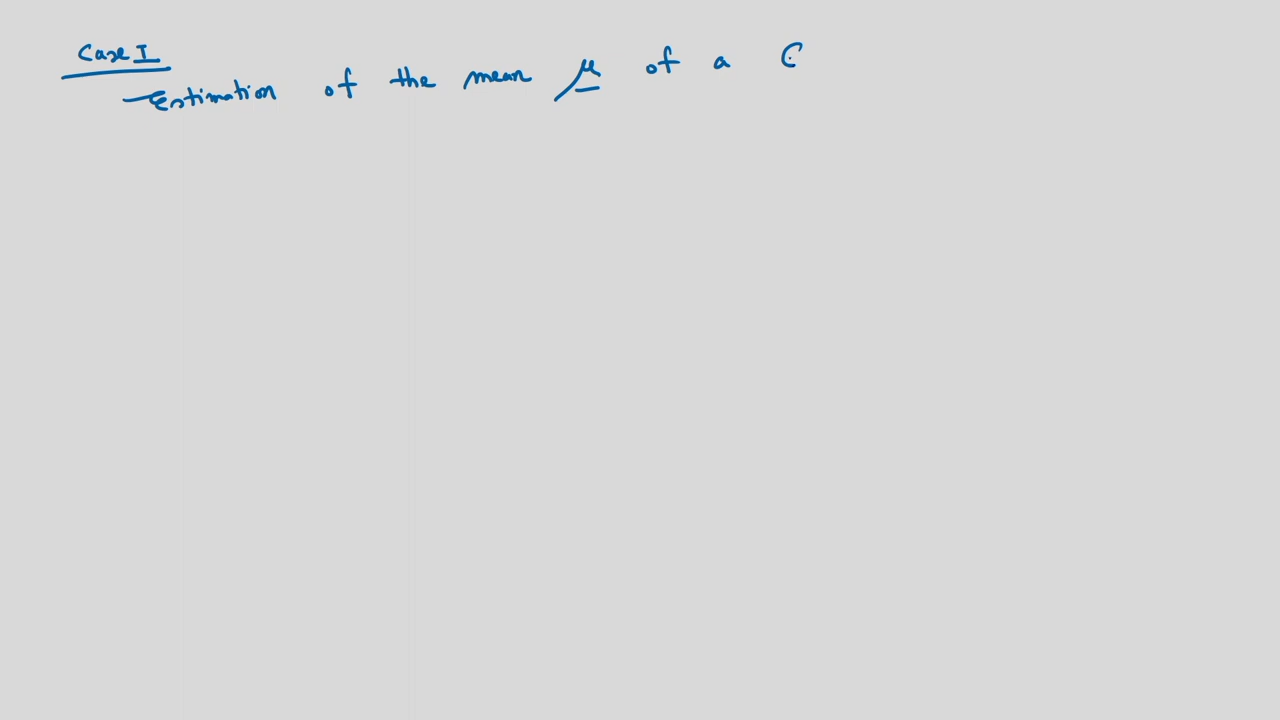 Case I
Estimation of the mean μ of a